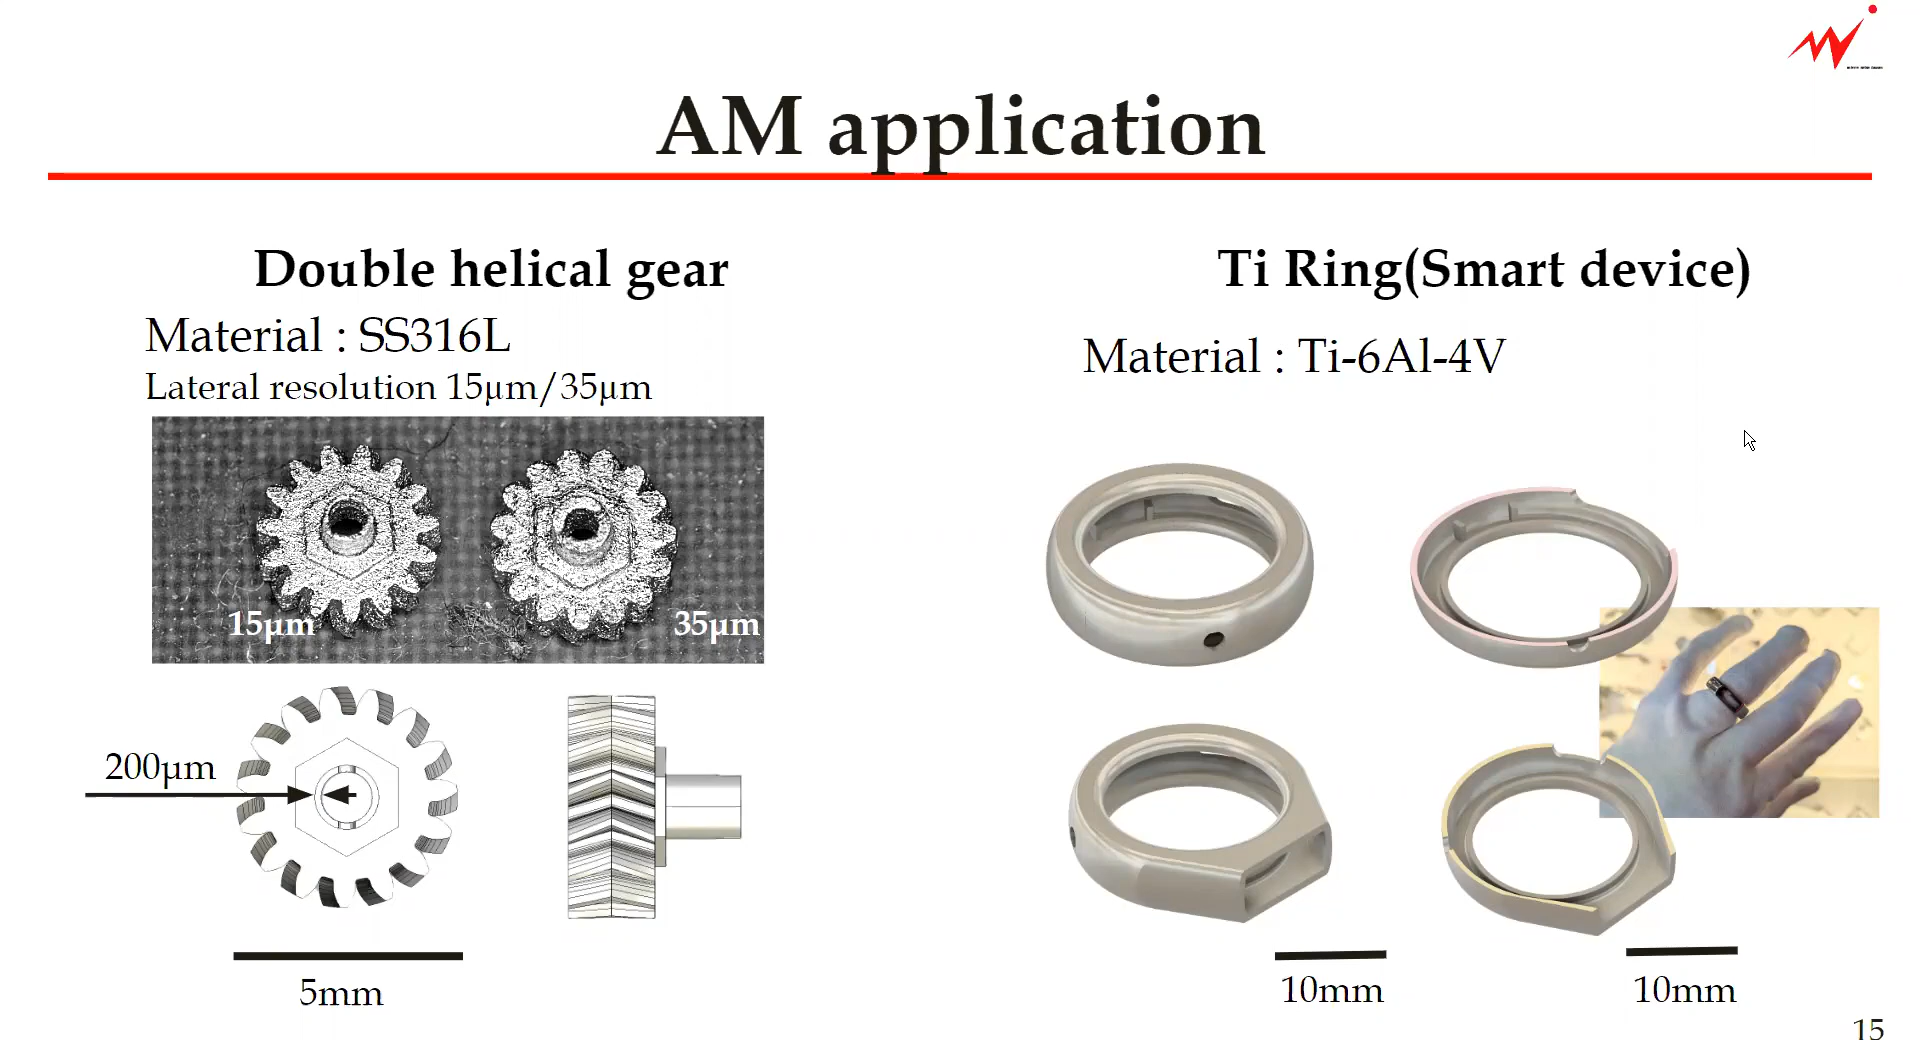 AM application
Double helical gear
Material : SS316L
Lateral resolution 15µm/35µm
15µm
35µm
200µm
5mm
Ti Ring(Smart device)
Material : Ti-6Al-4V
10mm
10mm
15